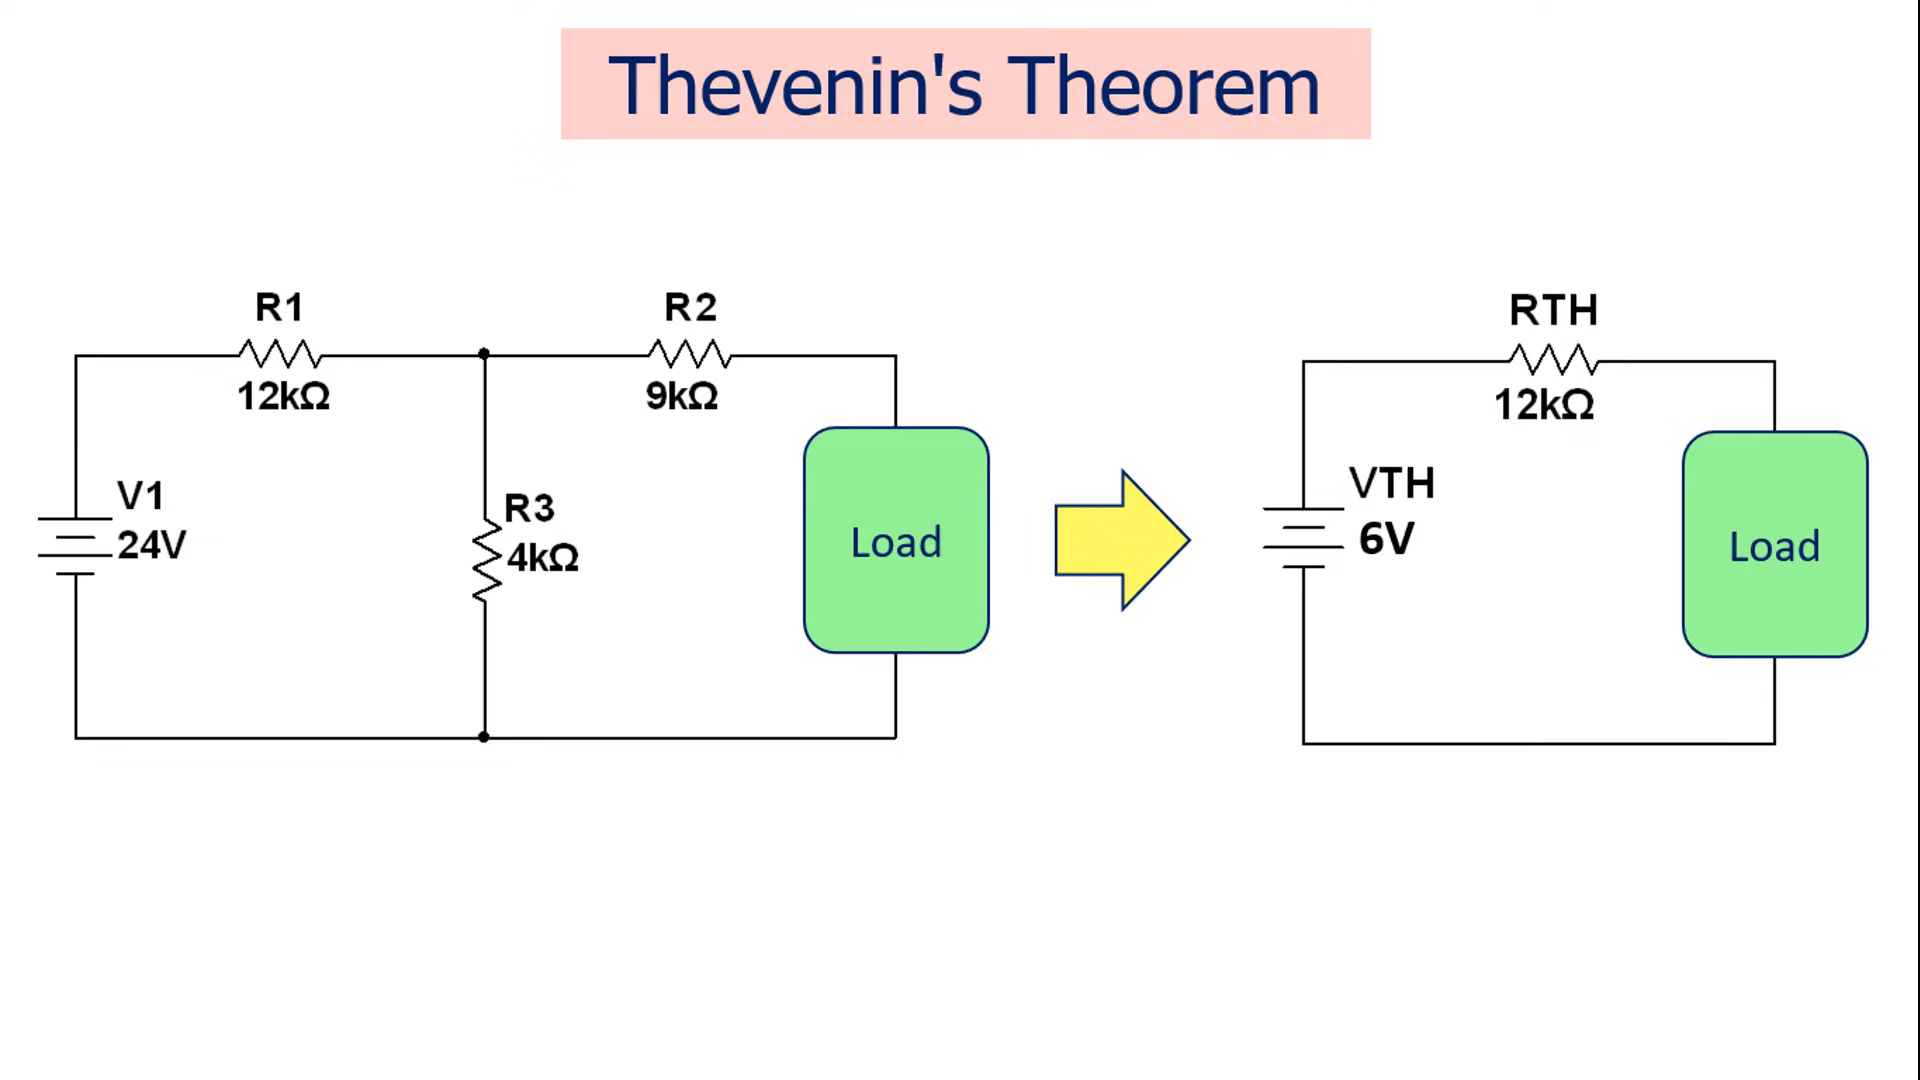 Thevenin's Theorem
R1
12kΩ
R2
9kΩ
V1
24V
R3
4kΩ
Load
RTH
12kΩ
VTH
6V
Load